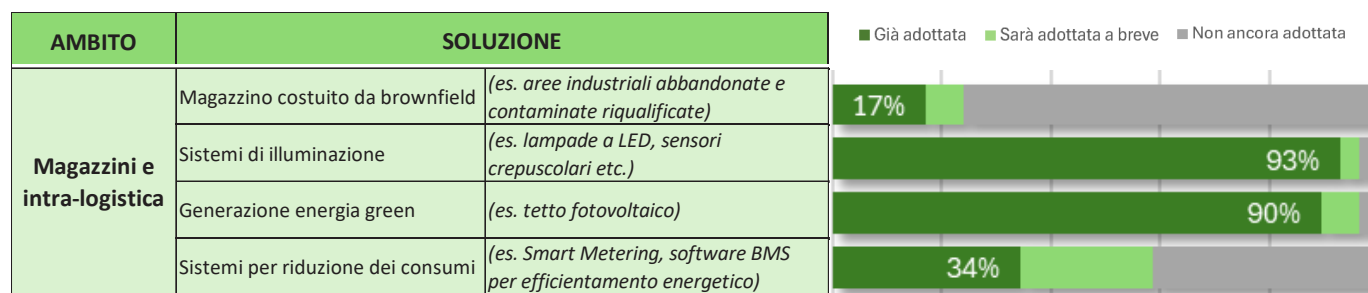 AMBITO
SOLUZIONE
Già adottata
Sarà adottata a breve
Non ancora adottata
Magazzini e
intra-logistica
Magazzino costuito da brownfield
(es. aree industriali abbandonate e
contaminate riqualificate)
17%
Sistemi di illuminazione
(es. lampade a LED, sensori
crepuscolari etc.)
93%
Generazione energia green
(es. tetto fotovoltaico)
90%
Sistemi per riduzione dei consumi
(es. Smart Metering, software BMS
per efficientamento energetico)
34%